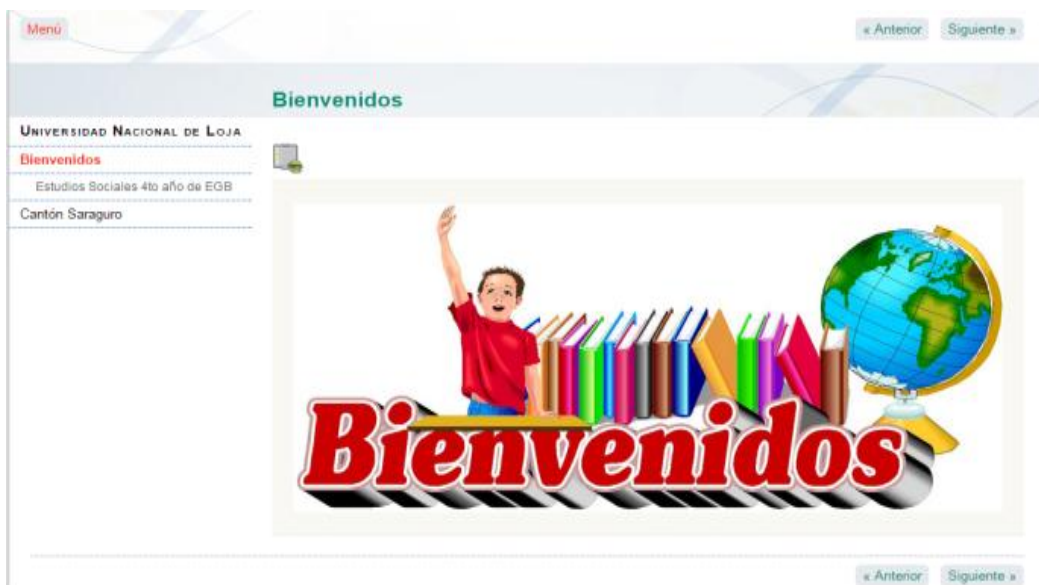 Menú
« Anterior Siguiente »
Bienvenidos
UNIVERSIDAD NACIONAL DE LOJA
Bienvenidos
Estudios Sociales 4to año de EGB
Cantón Saraguro
Bienvenidos
« Anterior Siguiente »